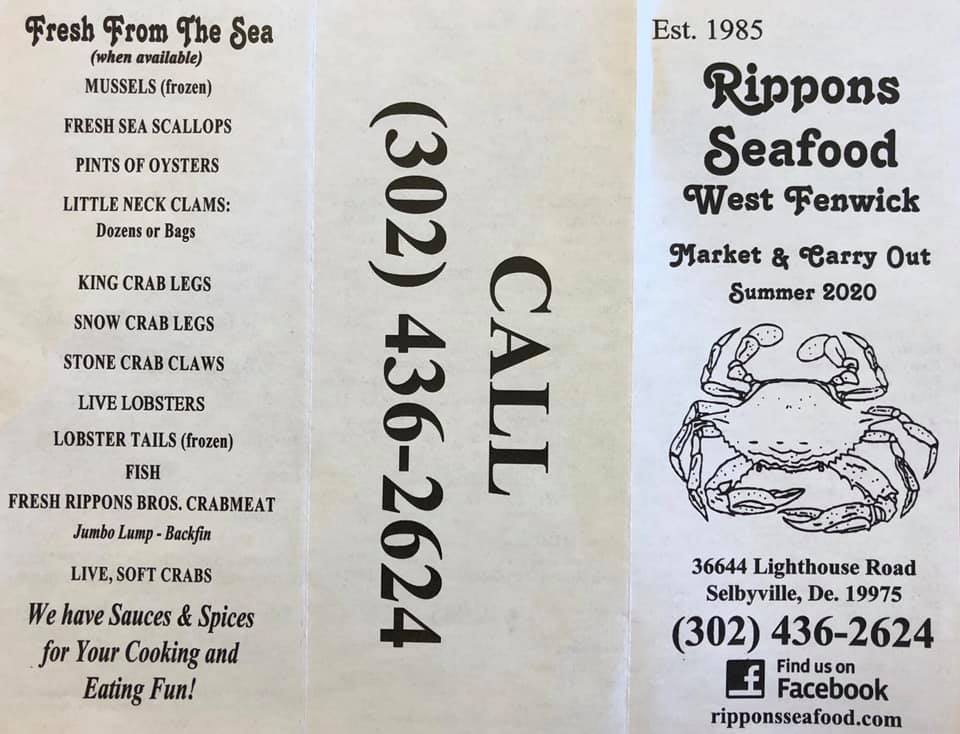 Fresh From The Sea
(when available)
MUSSELS (frozen)
FRESH SEA SCALLOPS
PINTS OF OYSTERS
LITTLE NECK CLAMS:
Dozens or Bags
KING CRAB LEGS
SNOW CRAB LEGS
STONE CRAB CLAWS
LIVE LOBSTERS
LOBSTER TAILS (frozen)
FISH
FRESH RIPPONS BROS. CRABMEAT
Jumbo Lump - Backfin
LIVE, SOFT CRABS
We have Sauces & Spices
for Your Cooking and
Eating Fun!
CALL
(302) 436-2624
Est. 1985
Rippons
Seafood
West Fenwick
Market & Carry Out
Summer 2020
36644 Lighthouse Road
Selbyville, De. 19975
(302) 436-2624
f Find us on
Facebook
ripponsseafood.com